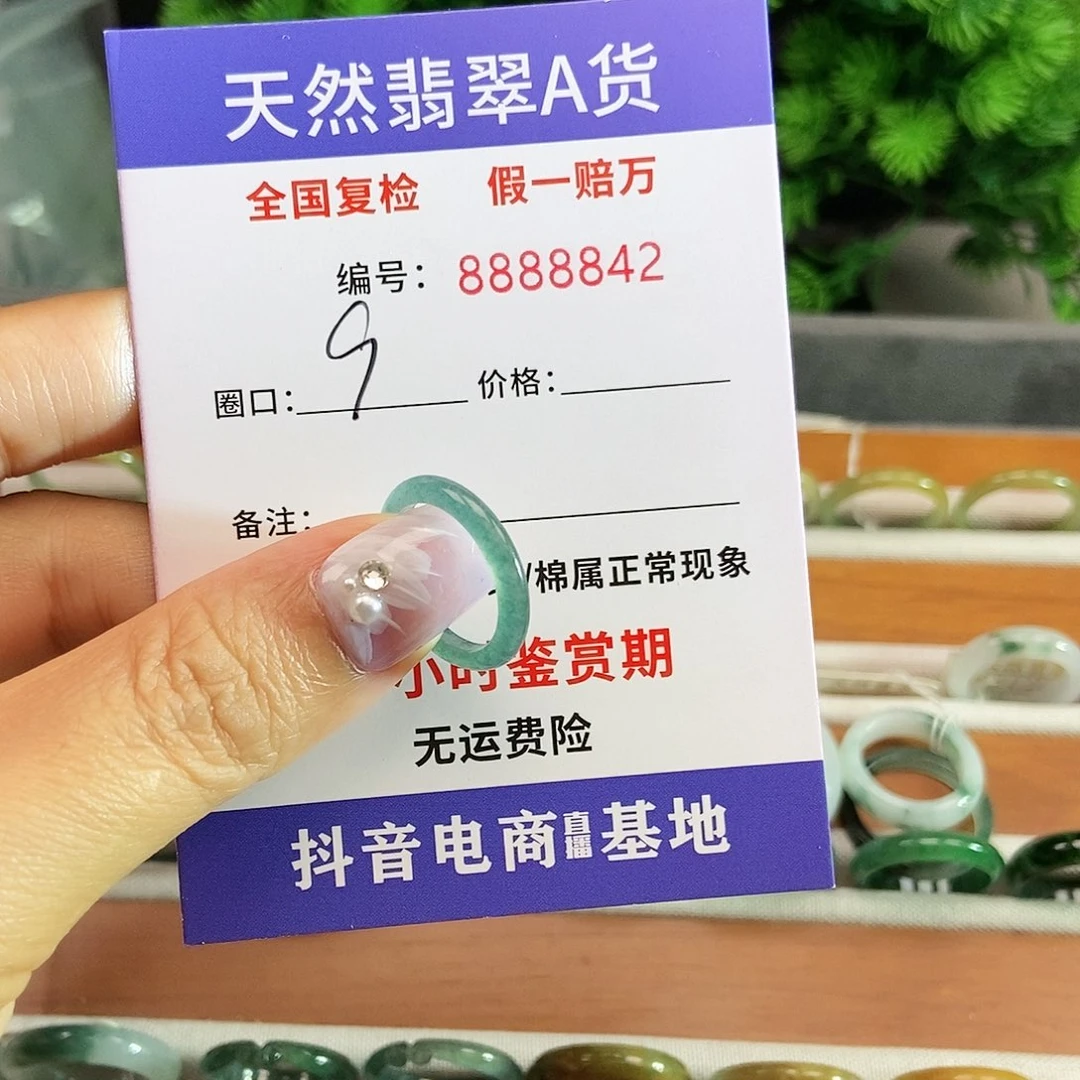 天然翡翠A货
全国复检 假一赔万
编号：8888842
圈口：9 价格：
备注：
/棉属正常现象
小时鉴赏期
无运费险
抖音电商直播基地